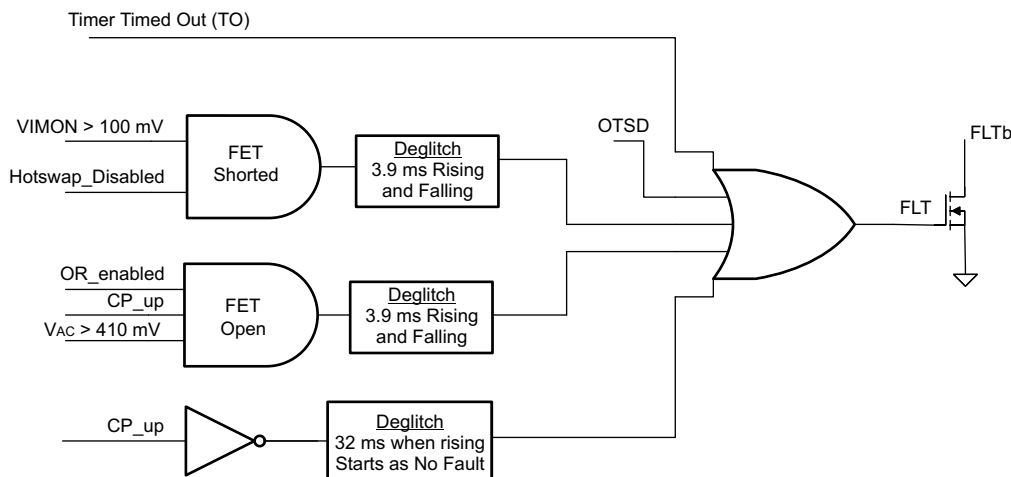 Timer Timed Out (TO)
VIMON > 100 mV
Hotswap_Disabled
FET
Shorted
Deglitch
3.9 ms Rising
and Falling
OTSD
FLTb
FLT
OR_enabled
CP_up
VAC > 410 mV
FET
Open
Deglitch
3.9 ms Rising
and Falling
CP_up
Deglitch
32 ms when rising
Starts as No Fault